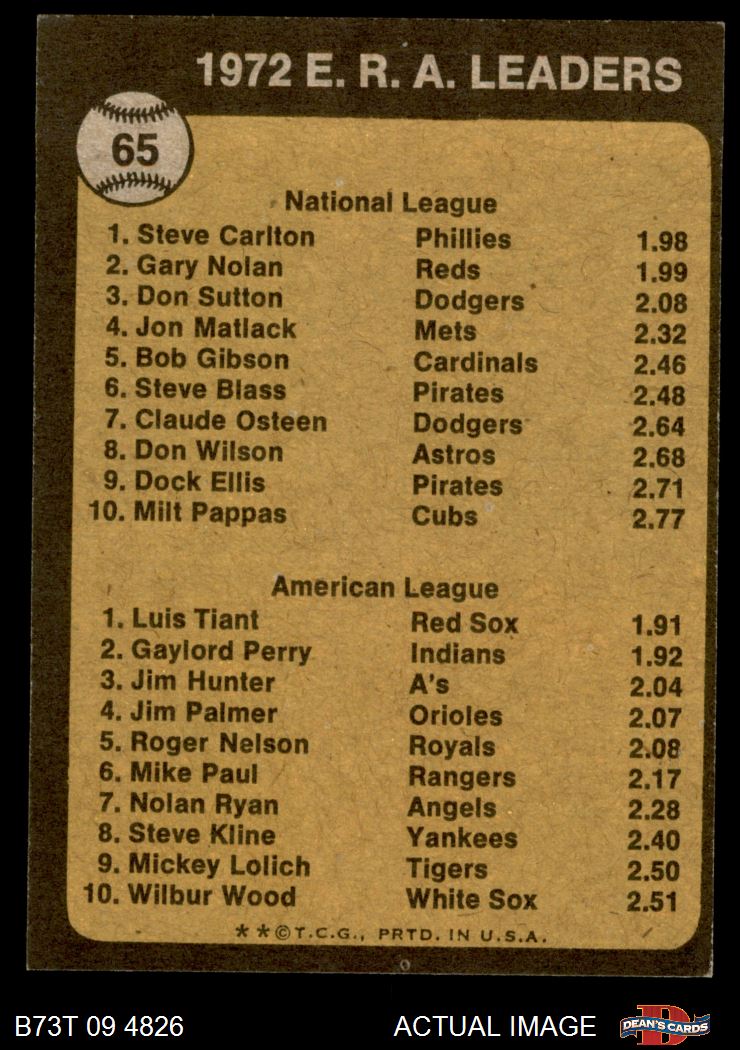 1972 E. R. A. LEADERS
65
National League
1. Steve Carlton Phillies 1.98
2. Gary Nolan Reds 1.99
3. Don Sutton Dodgers 2.08
4. Jon Matlack Mets 2.32
5. Bob Gibson Cardinals 2.46
6. Steve Blass Pirates 2.48
7. Claude Osteen Dodgers 2.64
8. Don Wilson Astros 2.68
9. Dock Ellis Pirates 2.71
10. Milt Pappas Cubs 2.77
American League
1. Luis Tiant Red Sox 1.91
2. Gaylord Perry Indians 1.92
3. Jim Hunter A's 2.04
4. Jim Palmer Orioles 2.07
5. Roger Nelson Royals 2.08
6. Mike Paul Rangers 2.17
7. Nolan Ryan Angels 2.28
8. Steve Kline Yankees 2.40
9. Mickey Lolich Tigers 2.50
10. Wilbur Wood White Sox 2.51
**©T.C.G., PRTD. IN U.S.A.
B73T 09 4826 ACTUAL IMAGE D DEAN'S CARDS